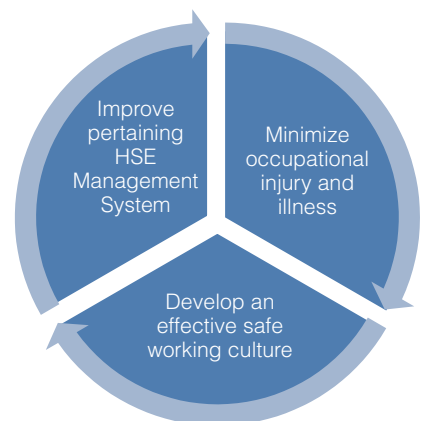 Improve
pertaining
HSE
Management
System
Minimize
occupational
injury and
illness
Develop an
effective safe
working culture